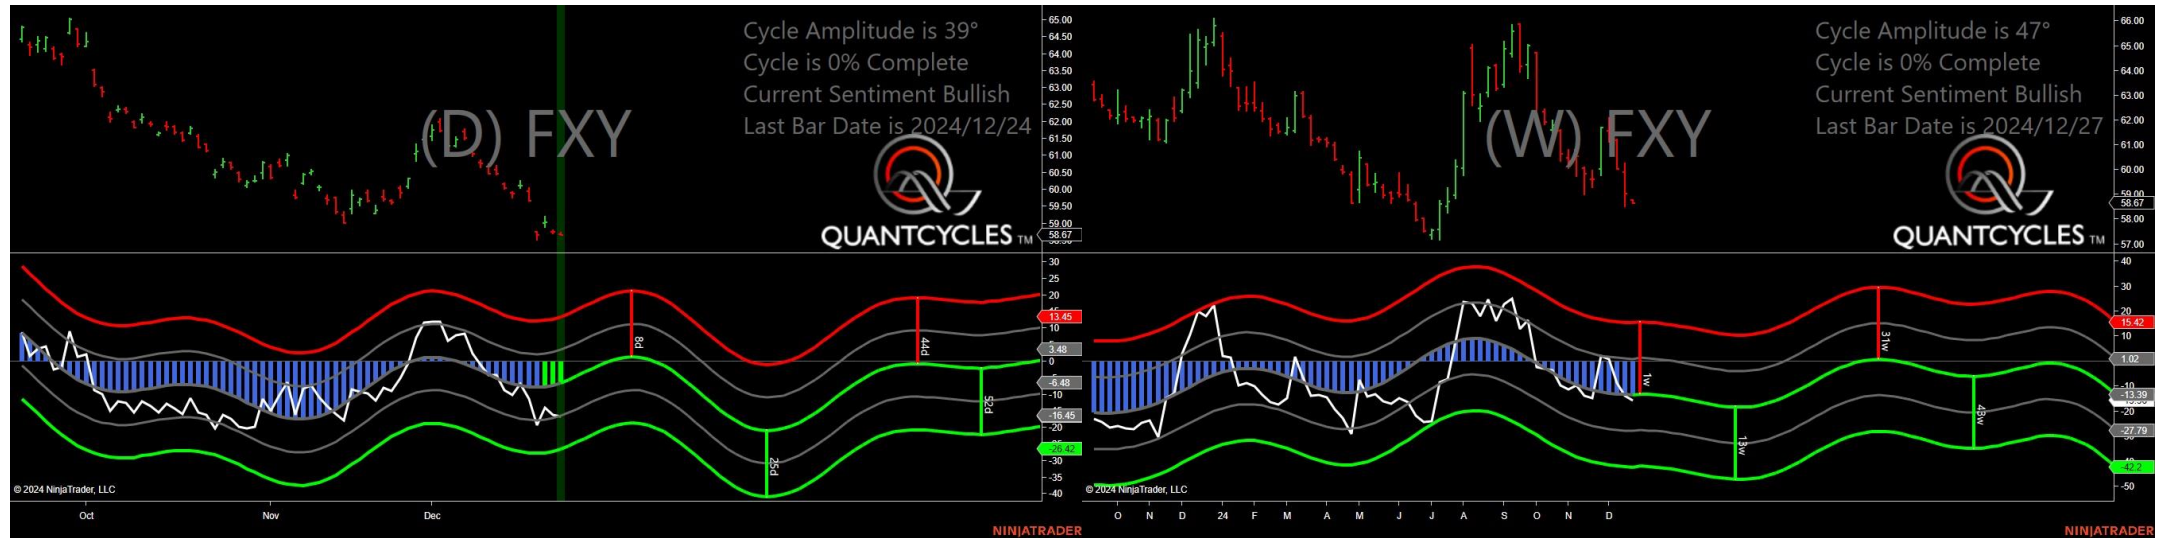 Cycle Amplitude is 39°
Cycle is 0% Complete
Current Sentiment Bullish
Last Bar Date is 2024/12/24
(D) FXY
QUANTCYCLES TM
65.00
64.50
64.00
63.50
63.00
62.50
62.00
61.50
61.00
60.50
60.00
59.50
59.00
58.67
30
25
20
13.45
10
3.48
0
-6.48
-10
-16.45
-20
-26.42
-30
-35
-40
8d
25d
44d
52d
© 2024 NinjaTrader, LLC
Oct Nov Dec
NINJATRADER
Cycle Amplitude is 47°
Cycle is 0% Complete
Current Sentiment Bullish
Last Bar Date is 2024/12/27
(W) FXY
QUANTCYCLES TM
66.00
65.00
64.00
63.00
62.00
61.00
60.00
59.00
58.67
58.00
57.00
40
30
20
15.42
10
1.02
-10
-13.39
-20
-27.79
-42.2
-50
1w
13w
31w
43w
© 2024 NinjaTrader, LLC
O N D 24 F M A M J J A S O N D
NINJATRADER